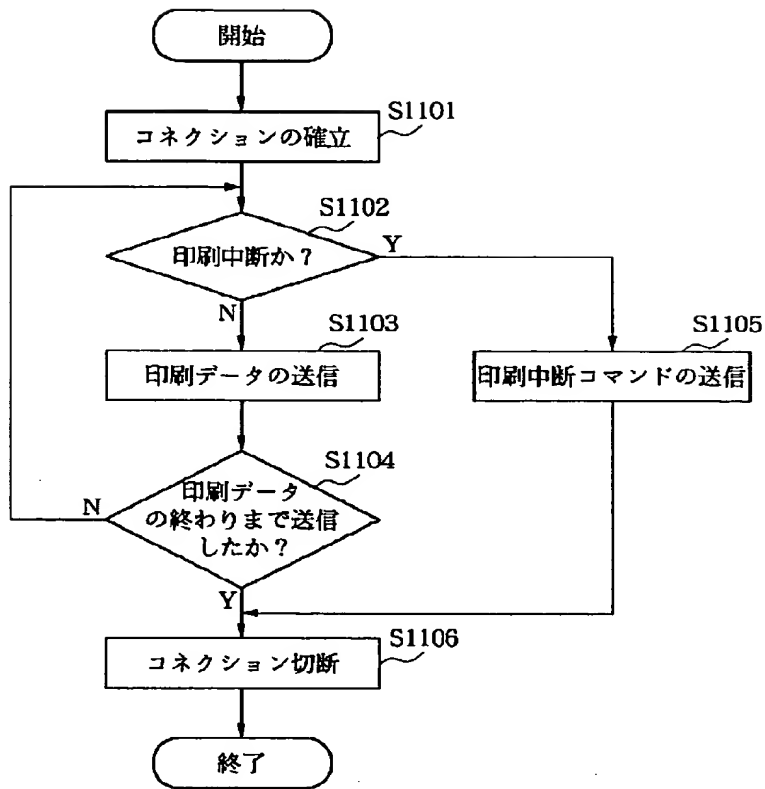 開始
S1101
コネクションの確立
S1102
印刷中断か？
Y
N
S1103
印刷データの送信
S1105
印刷中断コマンドの送信
S1104
印刷データ
の終わりまで送信
したか？
N
Y
S1106
コネクション切断
終了